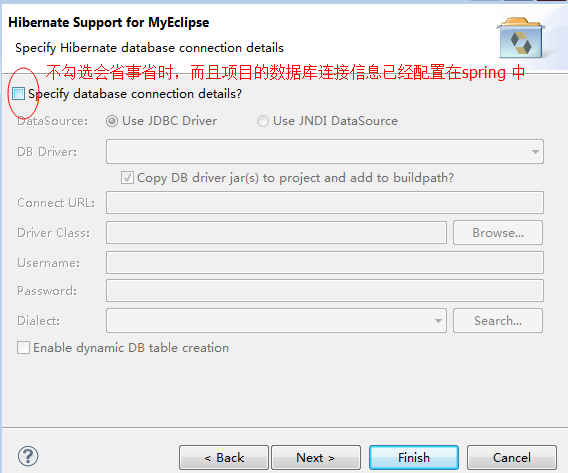 Hibernate Support for MyEclipse
Specify Hibernate database connection details
不勾选会省事省时，而且项目的数据库连接信息已经配置在spring 中
Specify database connection details?
DataSource: Use JDBC Driver Use JNDI DataSource
DB Driver:
Copy DB driver jar(s) to project and add to buildpath?
Connect URL:
Driver Class: Browse...
Username:
Password:
Dialect: Search...
Enable dynamic DB table creation
? < Back Next > Finish Cancel